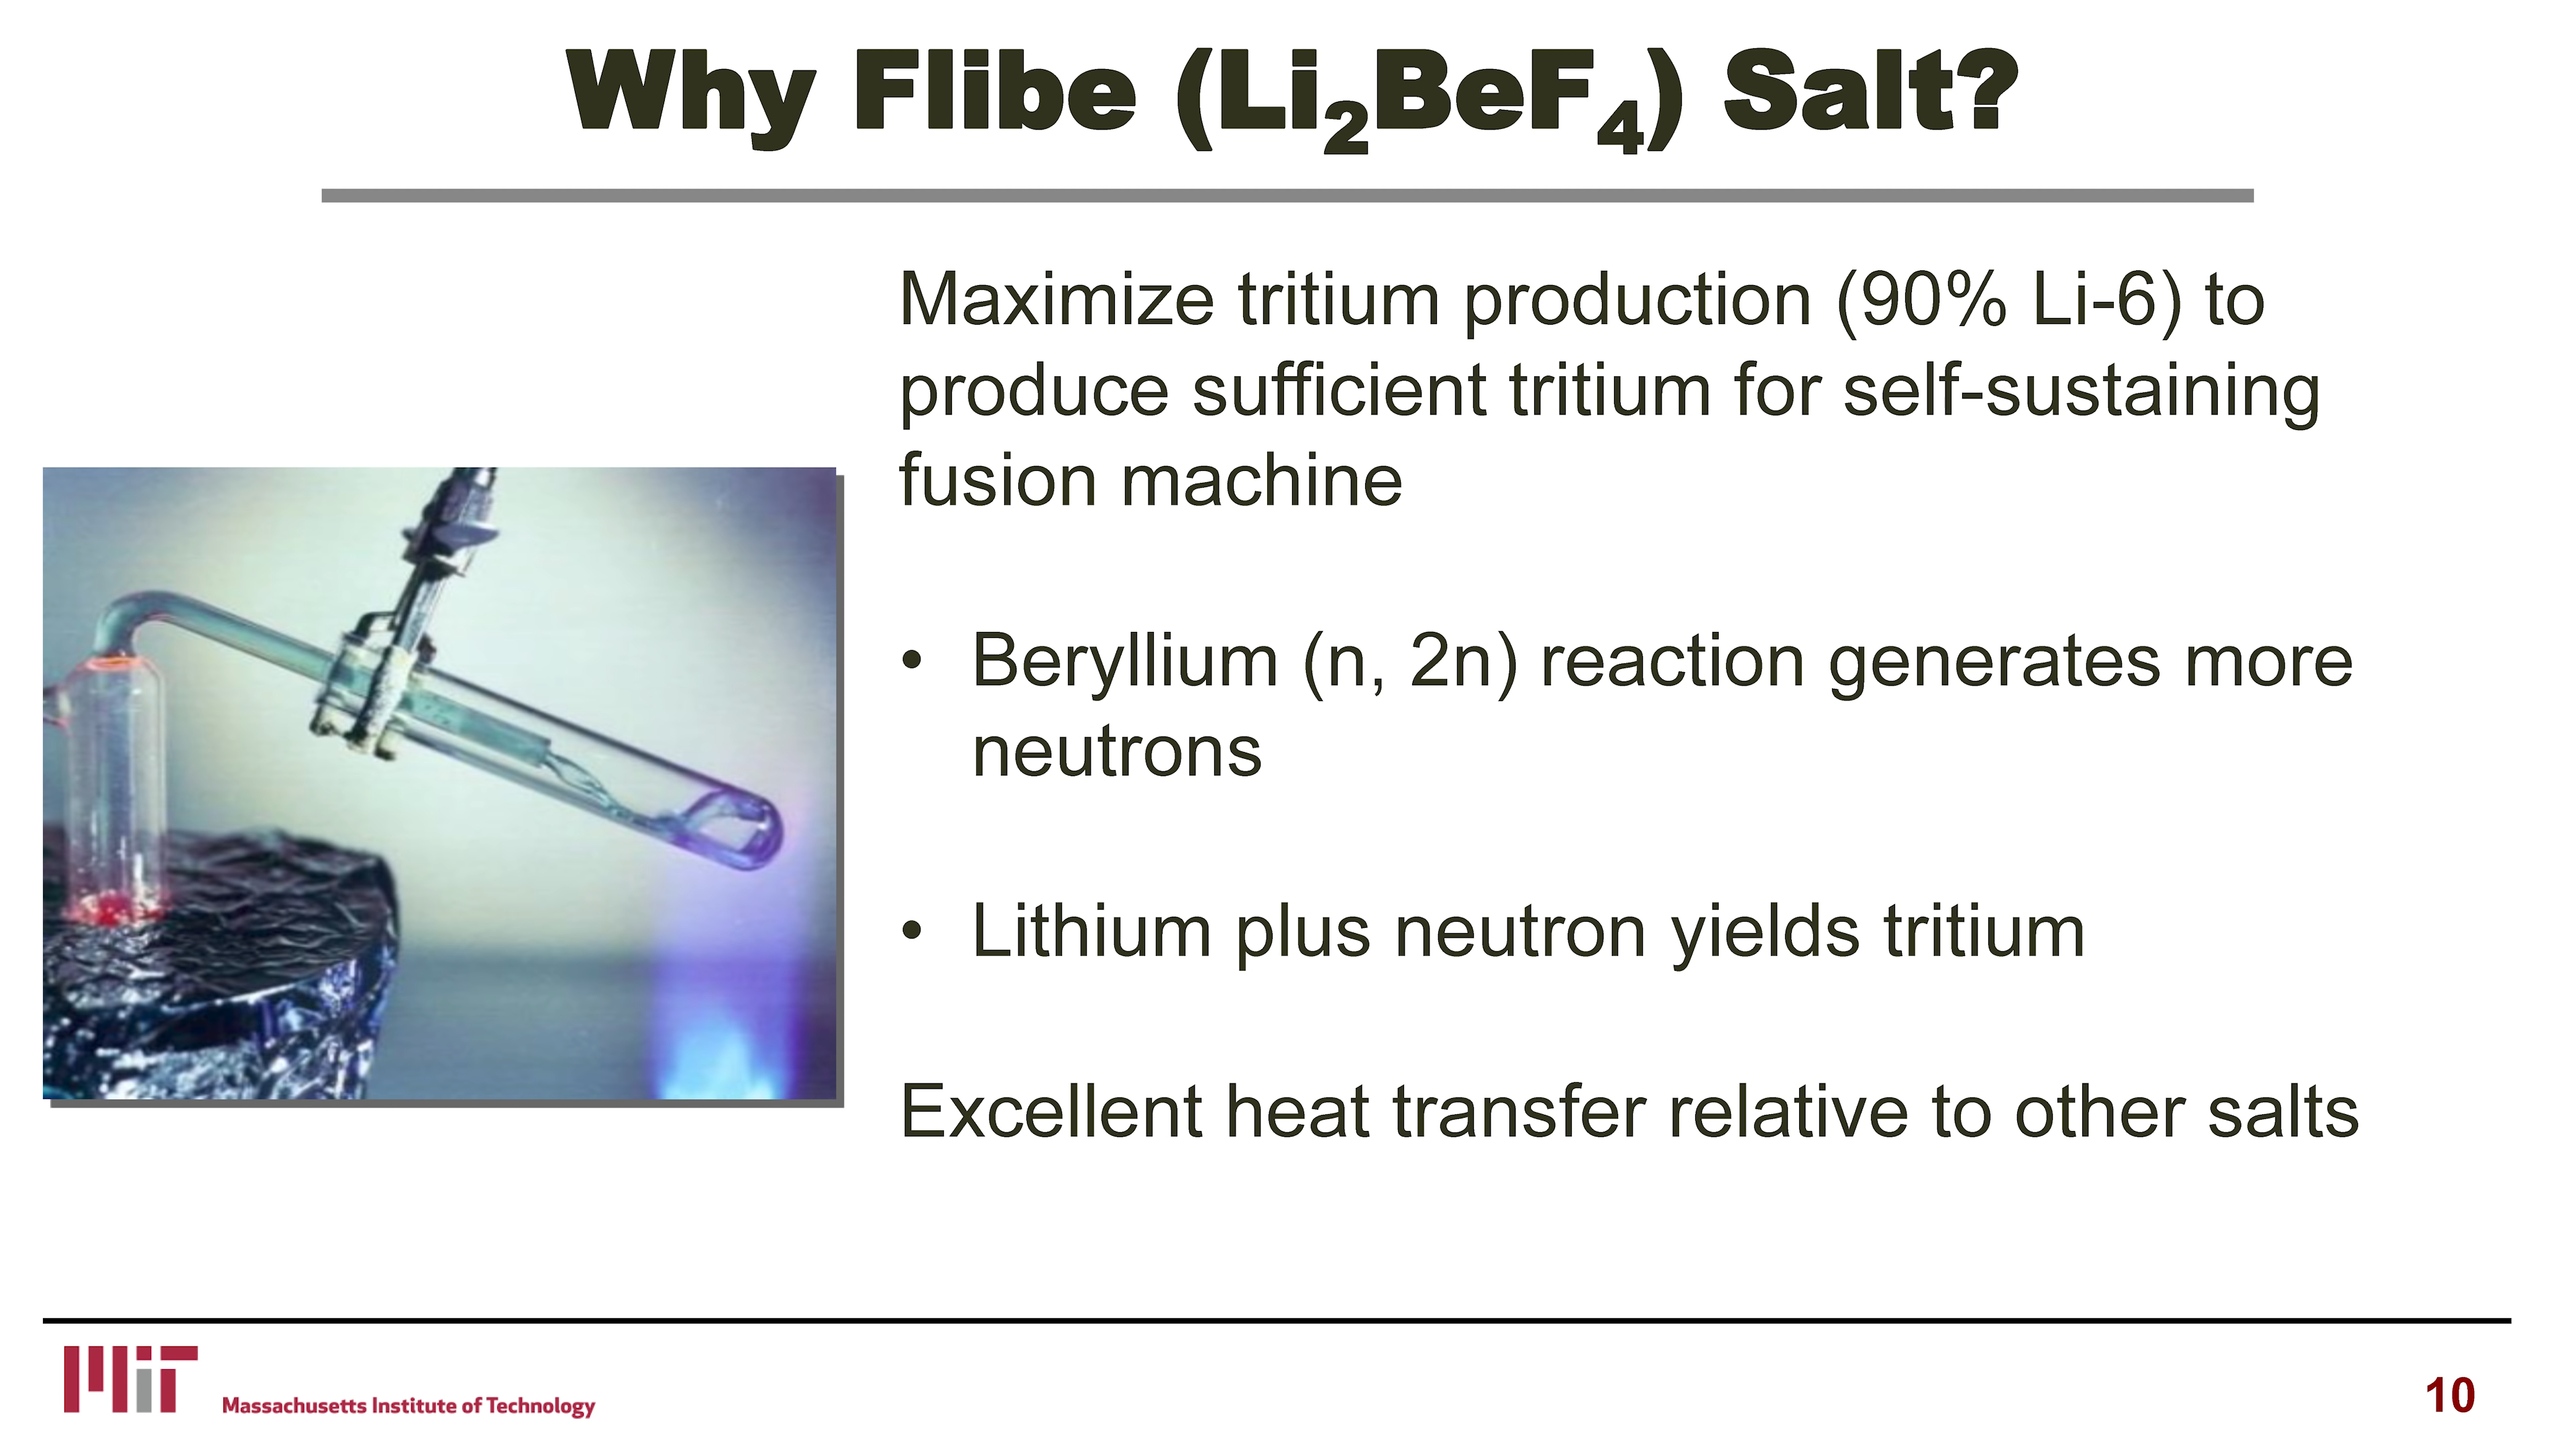 Why Flibe (Li₂BeF₄) Salt?
Maximize tritium production (90% Li-6) to
produce sufficient tritium for self-sustaining
fusion machine
• Beryllium (n, 2n) reaction generates more
neutrons
• Lithium plus neutron yields tritium
Excellent heat transfer relative to other salts
MIT
Massachusetts Institute of Technology
10